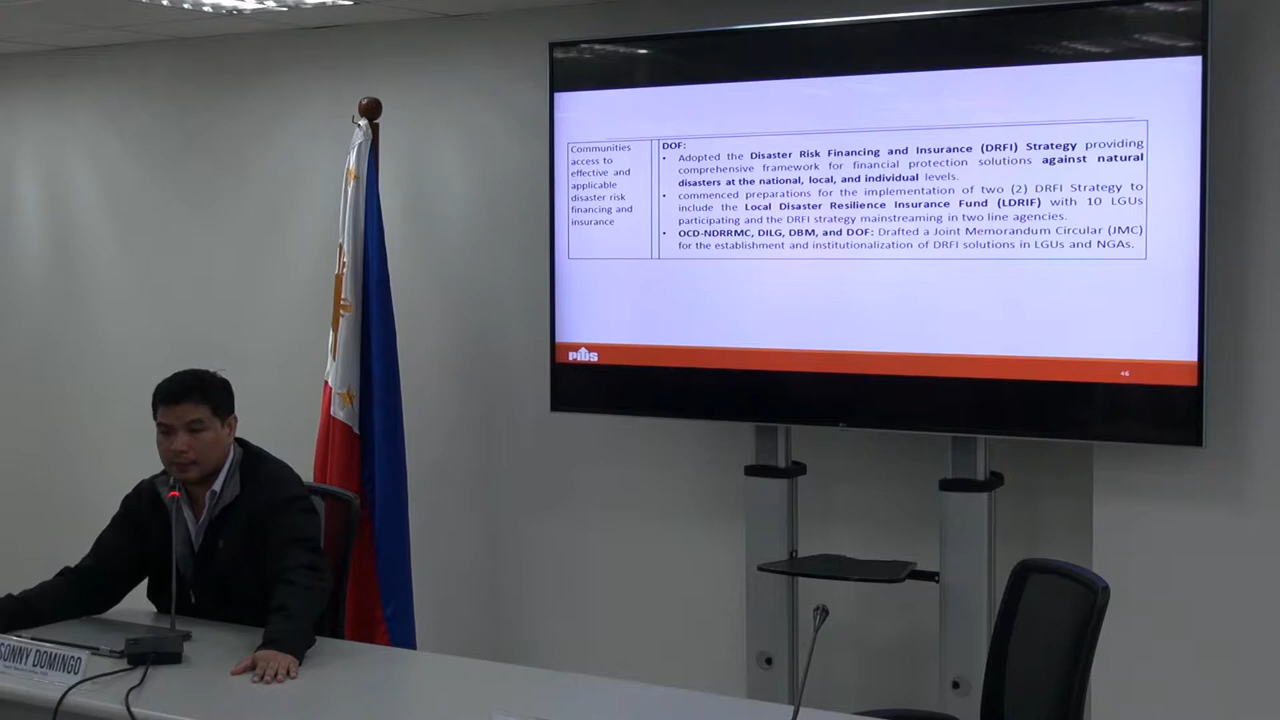 Communities
access to
effective and
applicable
disaster risk
financing and
insurance
DOF:
• Adopted the Disaster Risk Financing and Insurance (DRFI) Strategy providing
comprehensive framework for financial protection solutions against natural
disasters at the national, local, and individual levels.
• commenced preparations for the implementation of two (2) DRFI Strategy to
include the Local Disaster Resilience Insurance Fund (LDRIF) with 10 LGUs
participating and the DRFI strategy mainstreaming in two line agencies.
• OCD-NDRRMC, DILG, DBM, and DOF: Drafted a Joint Memorandum Circular (JMC)
for the establishment and institutionalization of DRFI solutions in LGUs and NGAs.
PIDS
46
SONNY DOMINGO